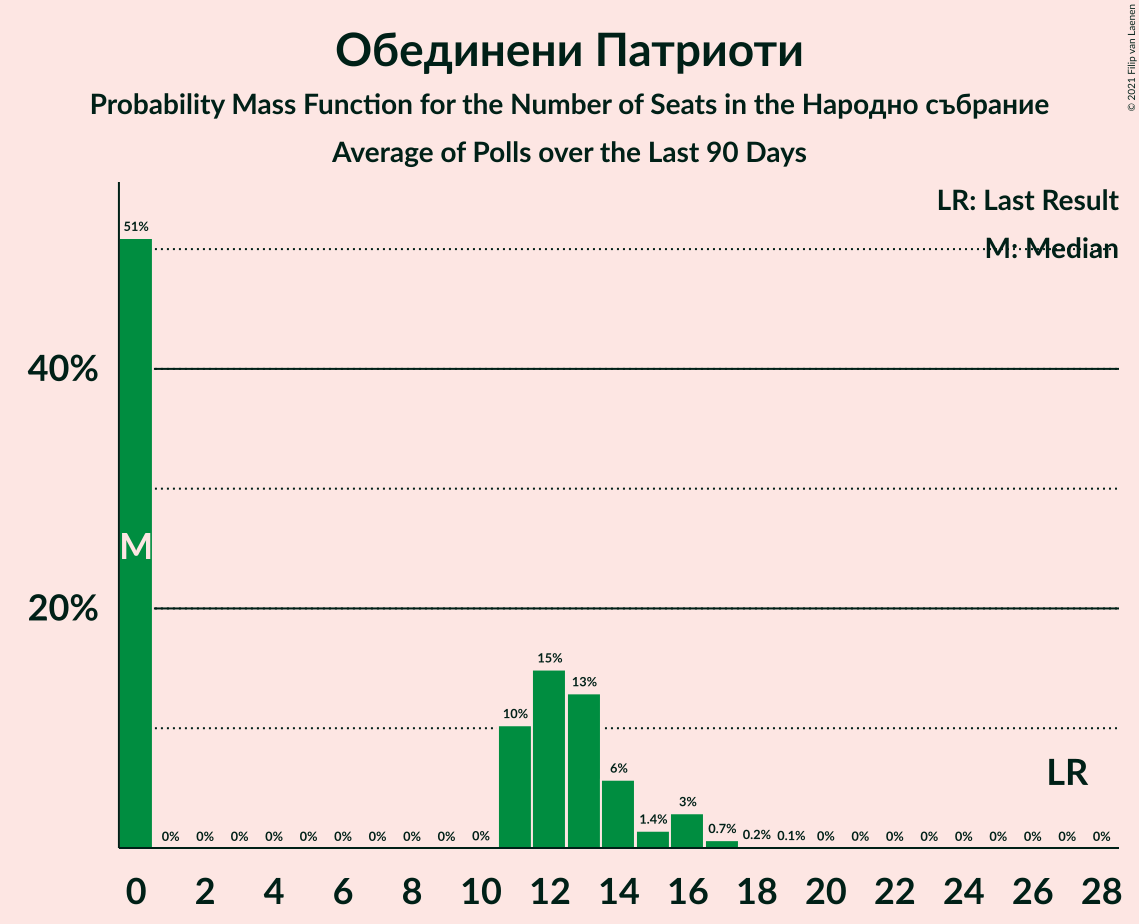 Обединени Патриоти
Probability Mass Function for the Number of Seats in the Народно събрание
Average of Polls over the Last 90 Days
© 2021 Filip van Laenen
LR: Last Result
M: Median
51%
40%
M
20%
15%
13%
10%
LR
6%
3%
1.4%
0.7%
0% 0% 0% 0% 0% 0% 0% 0% 0% 0% 0.2% 0.1% 0% 0% 0% 0% 0% 0% 0% 0% 0%
0 2 4 6 8 10 12 14 16 18 20 22 24 26 28